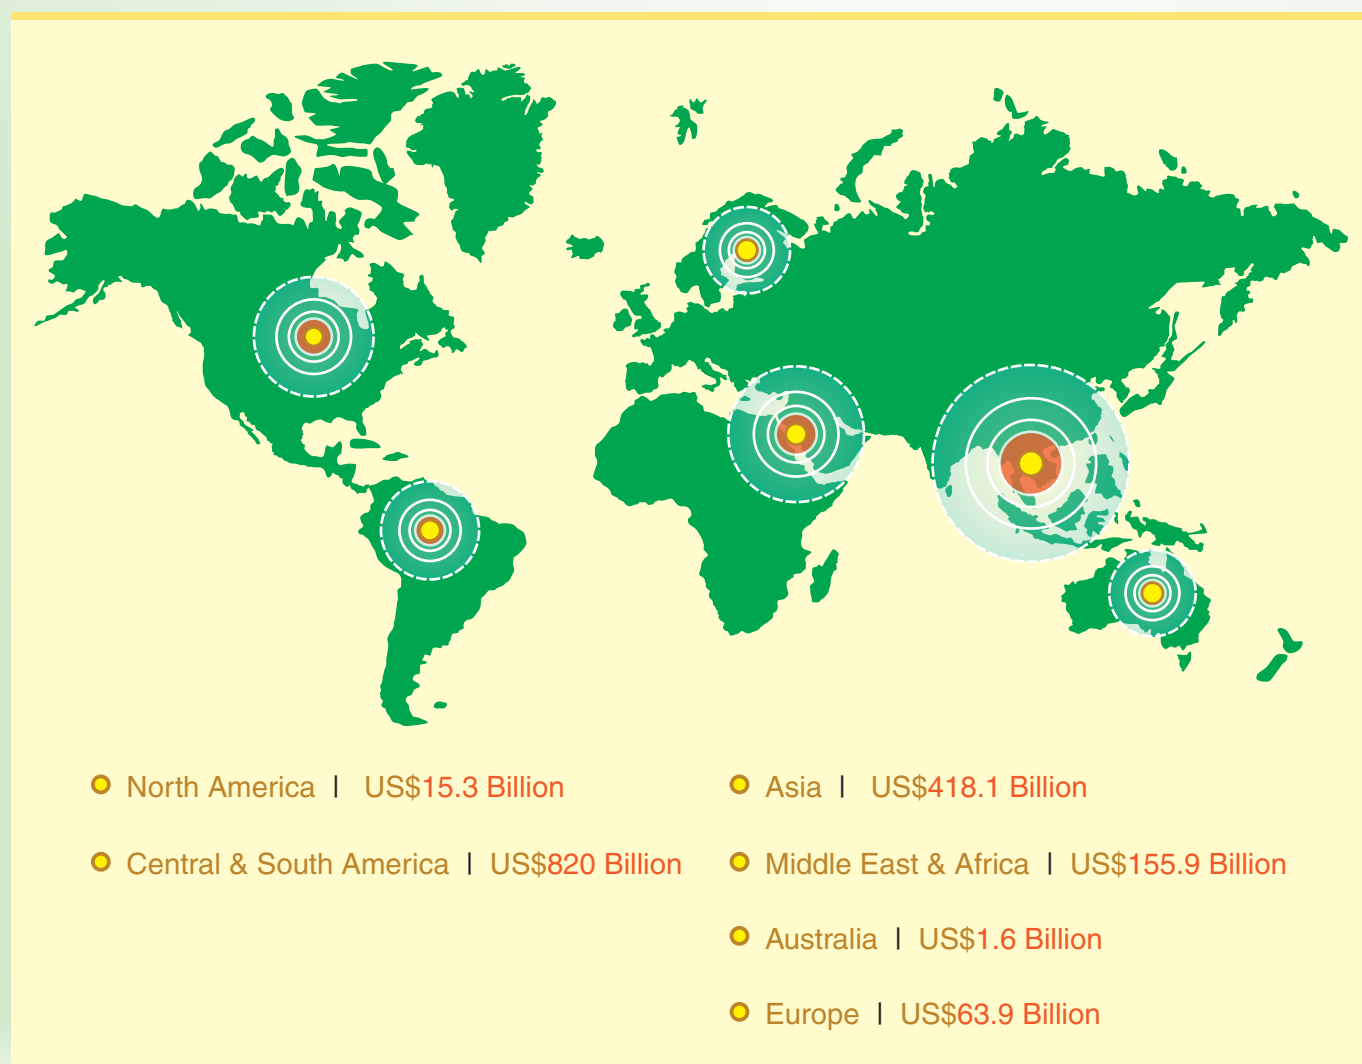 North America | US$15.3 Billion
Central & South America | US$820 Billion
Asia | US$418.1 Billion
Middle East & Africa | US$155.9 Billion
Australia | US$1.6 Billion
Europe | US$63.9 Billion